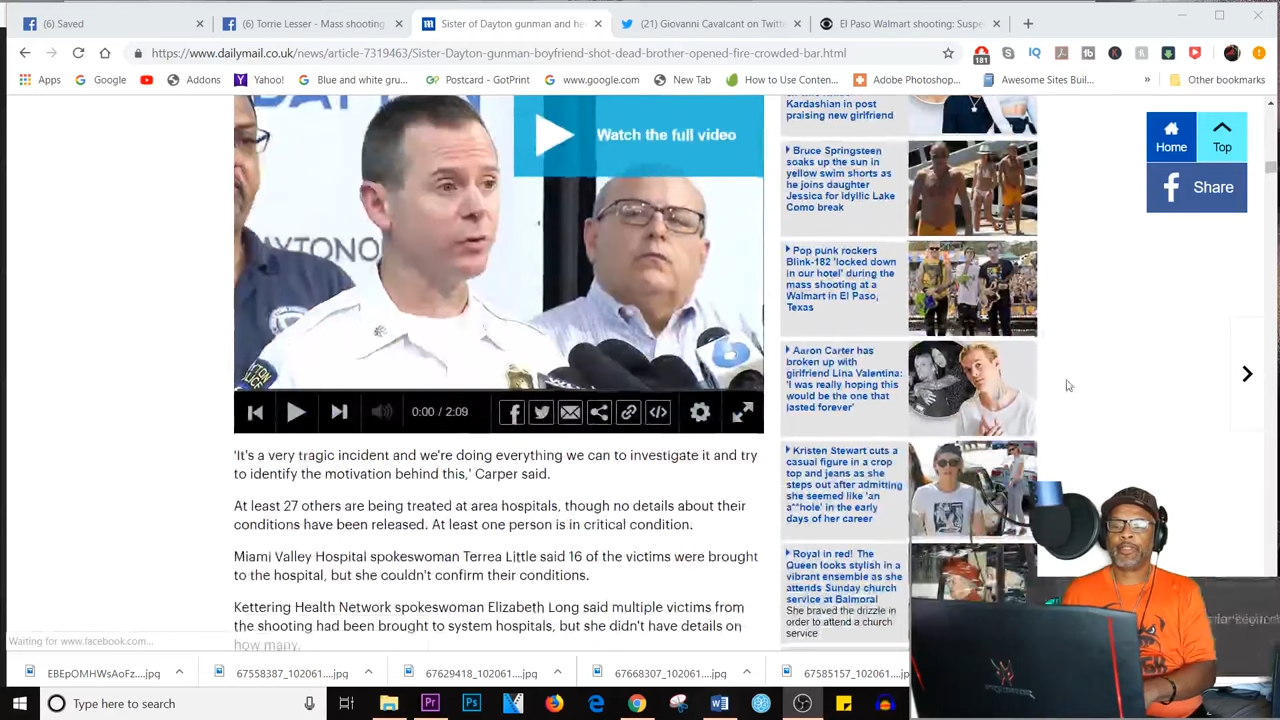 (6) Saved
(6) Torrie Lesser - Mass shooting
Sister of Dayton gunman and he
(21) Giovanni Cavalcant on Twitte
El Paso Walmart shooting: Suspe
https://www.dailymail.co.uk/news/article-7319463/Sister-Dayton-gunman-boyfriend-shot-dead-brother-opened-fire-crowded-bar.html
181
IQ
Apps
Google
Addons
Yahoo!
Blue and white gru...
Postcard - GotPrint
www.google.com
New Tab
How to Use Conten...
Adobe Photoshop...
Awesome Sites Buil...
»
Other bookmarks
Watch the full video
0:00 / 2:09
'It's a very tragic incident and we're doing everything we can to investigate it and try
to identify the motivation behind this,' Carper said.
At least 27 others are being treated at area hospitals, though no details about their
conditions have been released. At least one person is in critical condition.
Miami Valley Hospital spokeswoman Terrea Little said 16 of the victims were brought
to the hospital, but she couldn't confirm their conditions.
Kettering Health Network spokeswoman Elizabeth Long said multiple victims from
the shooting had been brought to system hospitals, but she didn't have details on
how many.
Kardashian in post
praising new girlfriend
Bruce Springsteen
soaks up the sun in
yellow swim shorts as
he joins daughter
Jessica for idyllic Lake
Como break
Pop punk rockers
Blink-182 'locked down
in our hotel' during the
mass shooting at a
Walmart in El Paso,
Texas
Aaron Carter has
broken up with
girlfriend Lina Valentina:
'I was really hoping this
would be the one that
lasted forever'
Kristen Stewart cuts a
casual figure in a crop
top and jeans as she
steps out after admitting
she seemed like 'an
a**hole' in the early
days of her career
Royal in red! The
Queen looks stylish in a
vibrant ensemble as she
attends Sunday church
service at Balmoral
She braved the drizzle in
order to attend a church
service
Home
Top
Share
Waiting for www.facebook.com...
EBEpOMHWsAoFz....jpg
67558387_102061....jpg
67629418_102061....jpg
67668307_102061....jpg
67585157_102061....jpg
Type here to search